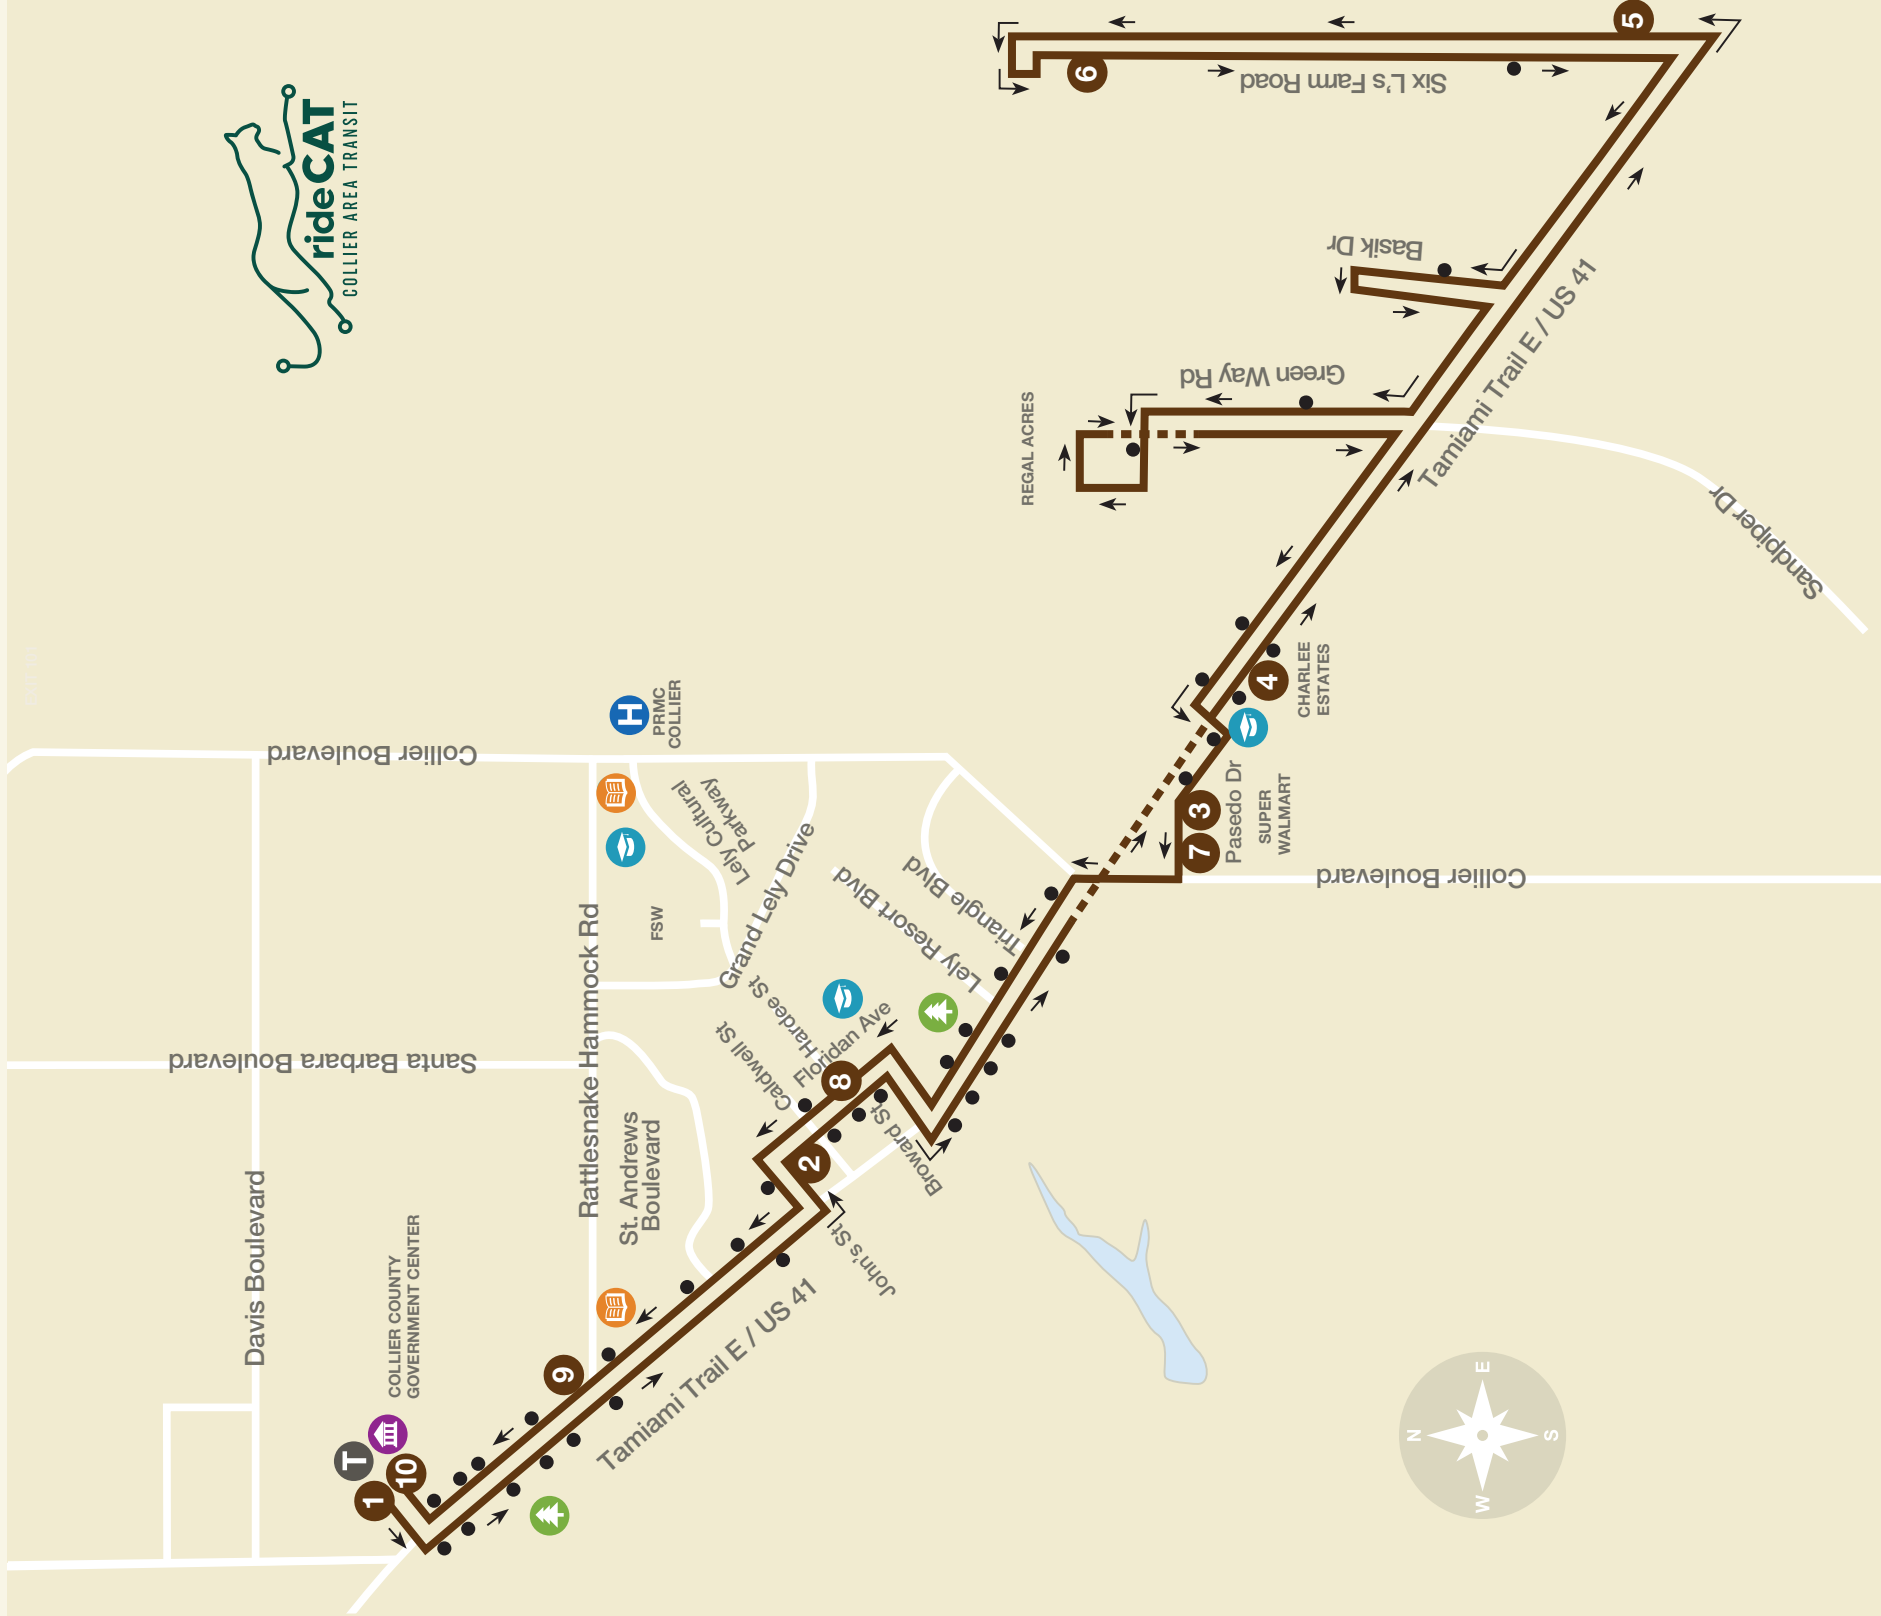 rideCAT
COLLIER AREA TRANSIT
5
6
Six L's Farm Road
Basik Dr
Tamiami Trail E / US 41
Green Way Rd
REGAL ACRES
Sandpiper Dr
4
CHARLEE
ESTATES
H
PRMC
COLLIER
Collier Boulevard
Lely Cultural
Parkway
Grand Lely Drive
FSW
Lely Resort Blvd
Triangle Blvd
3
7
Pasedo Dr
SUPER
WALMART
Collier Boulevard
Rattlesnake Hammock Rd
Santa Barbara Boulevard
Hardee St
Floridan Ave
Caldwell St
8
Broward St
2
St. Andrews
Boulevard
John's St
Davis Boulevard
COLLIER COUNTY
GOVERNMENT CENTER
Tamiami Trail E / US 41
9
T
10
1
N
E
S
W